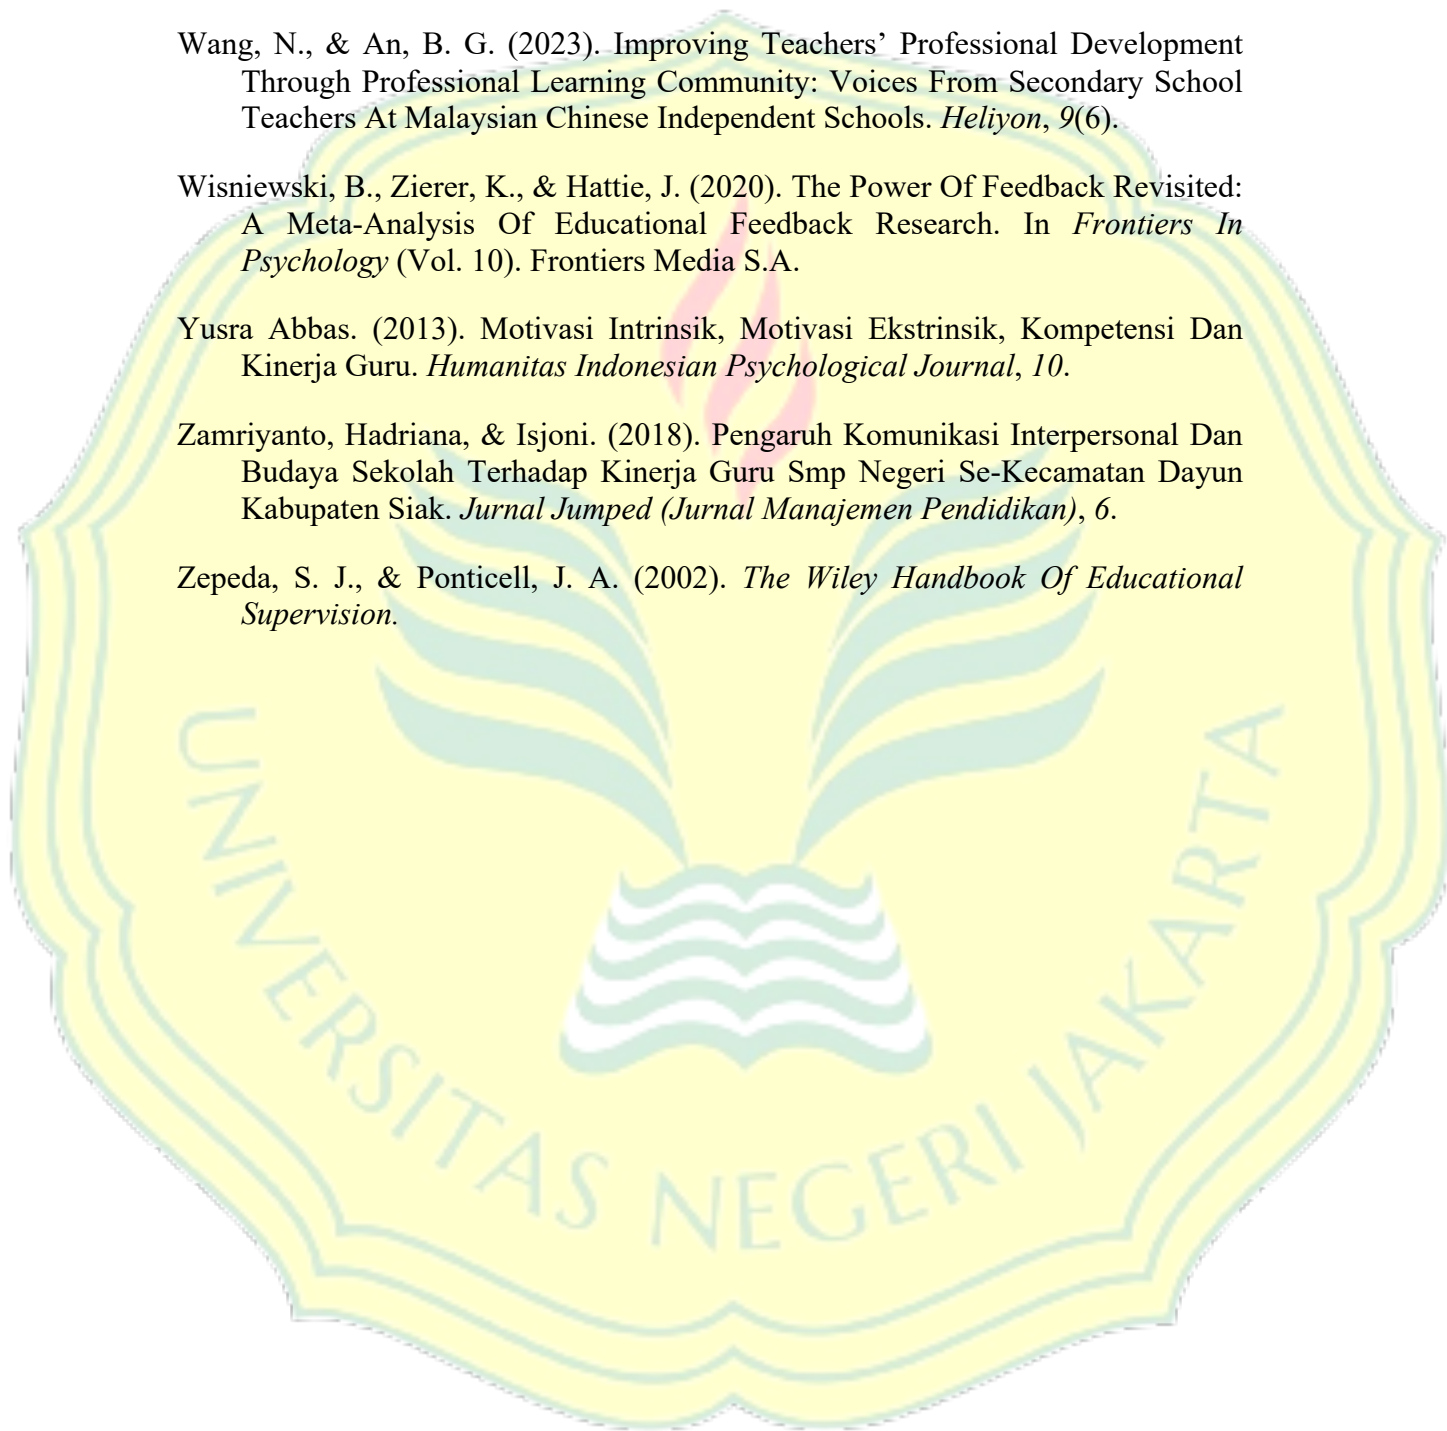 Wang, N., & An, B. G. (2023). Improving Teachers’ Professional Development
Through Professional Learning Community: Voices From Secondary School
Teachers At Malaysian Chinese Independent Schools. Heliyon, 9(6).
Wisniewski, B., Zierer, K., & Hattie, J. (2020). The Power Of Feedback Revisited:
A Meta-Analysis Of Educational Feedback Research. In Frontiers In
Psychology (Vol. 10). Frontiers Media S.A.
Yusra Abbas. (2013). Motivasi Intrinsik, Motivasi Ekstrinsik, Kompetensi Dan
Kinerja Guru. Humanitas Indonesian Psychological Journal, 10.
Zamriyanto, Hadriana, & Isjoni. (2018). Pengaruh Komunikasi Interpersonal Dan
Budaya Sekolah Terhadap Kinerja Guru Smp Negeri Se-Kecamatan Dayun
Kabupaten Siak. Jurnal Jumped (Jurnal Manajemen Pendidikan), 6.
Zepeda, S. J., & Ponticell, J. A. (2002). The Wiley Handbook Of Educational
Supervision.
UNIVERSITAS NEGERI JAKARTA